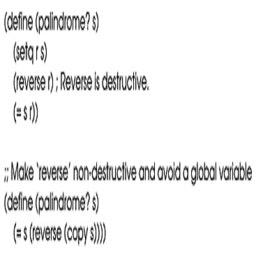 (define (palindrome? s)
(setq r s)
(reverse r) ; Reverse is destructive.
(= s r))
;; Make `reverse' non-destructive and avoid a global variable
(define (palindrome? s)
(= s (reverse (copy s))))